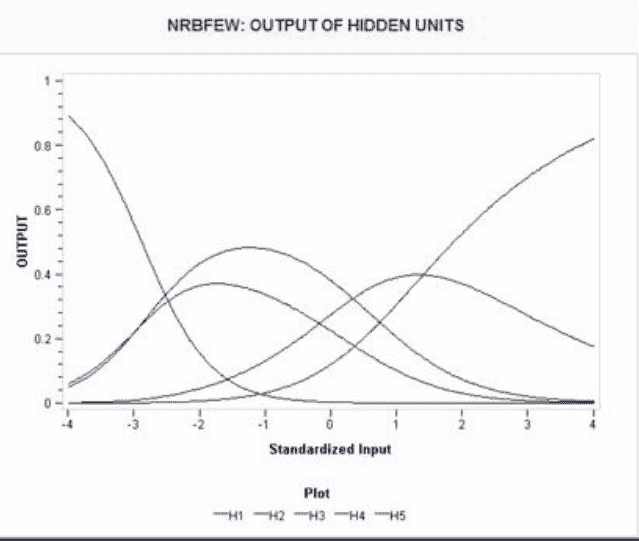 NRBFEW: OUTPUT OF HIDDEN UNITS
1
0.8
0.6
0.4
0.2
0
OUTPUT
-4 -3 -2 -1 0 1 2 3 4
Standardized Input
Plot
H1 H2 H3 H4 H5